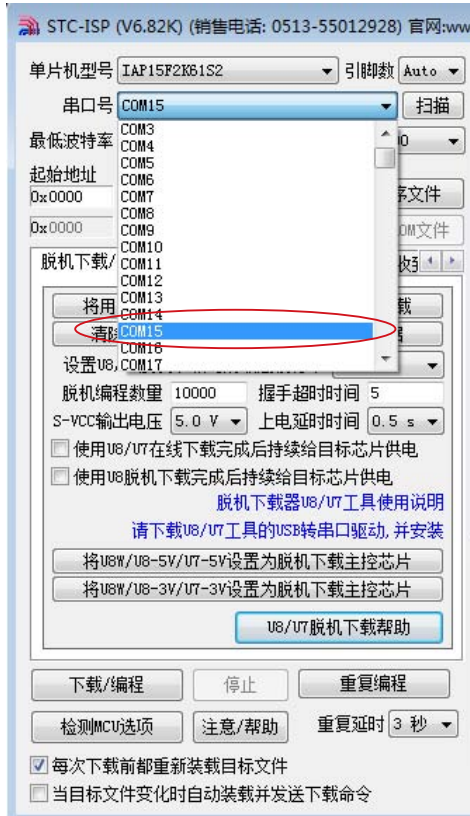 STC-ISP (V6.82K) (销售电话: 0513-55012928) 官网:ww
单片机型号 IAP15F2K61S2 引脚数 Auto
串口号 COM15 扫描
最低波特率
COM3
COM4
COM5
COM6
COM7
COM8
COM9
COM10
COM11
COM12
COM13
COM14
COM15
COM16
COM17
起始地址
0x0000 序文件
0x0000 OM文件
脱机下载/ 收到
将用 载
清除
设置U8,
脱机编程数量 10000 握手超时时间 5
S-VCC输出电压 5.0 V 上电延时时间 0.5 s
使用U8/U7在线下载完成后持续给目标芯片供电
使用U8脱机下载完成后持续给目标芯片供电
脱机下载器U8/U7工具使用说明
请下载U8/U7工具的USB转串口驱动,并安装
将U8W/U8-5V/U7-5V设置为脱机下载主控芯片
将U8W/U8-3V/U7-3V设置为脱机下载主控芯片
U8/U7脱机下载帮助
下载/编程 停止 重复编程
检测MCU选项 注意/帮助 重复延时 3 秒
每次下载前都重新装载目标文件
当目标文件变化时自动装载并发送下载命令